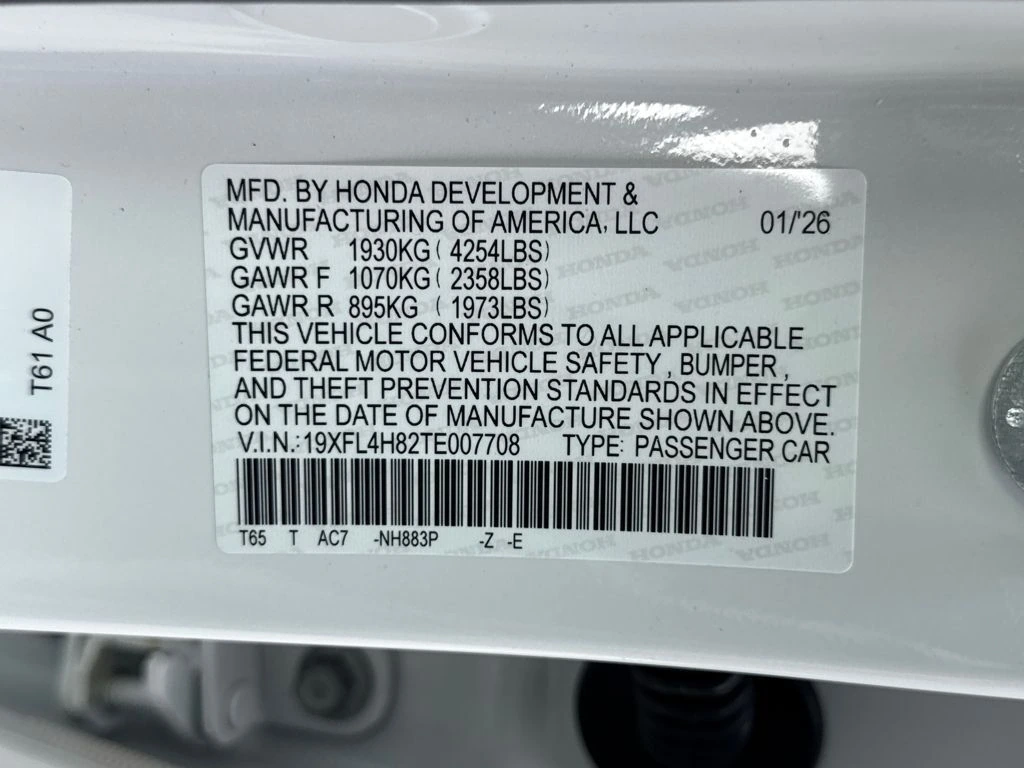 MFD. BY HONDA DEVELOPMENT &
MANUFACTURING OF AMERICA, LLC 01/'26
GVWR 1930KG ( 4254LBS)
GAWR F 1070KG ( 2358LBS)
GAWR R 895KG ( 1973LBS)
THIS VEHICLE CONFORMS TO ALL APPLICABLE
FEDERAL MOTOR VEHICLE SAFETY , BUMPER ,
AND THEFT PREVENTION STANDARDS IN EFFECT
ON THE DATE OF MANUFACTURE SHOWN ABOVE.
V.I.N.:19XFL4H82TE007708 TYPE: PASSENGER CAR
T65 T AC7 -NH883P -Z -E
T61 A0